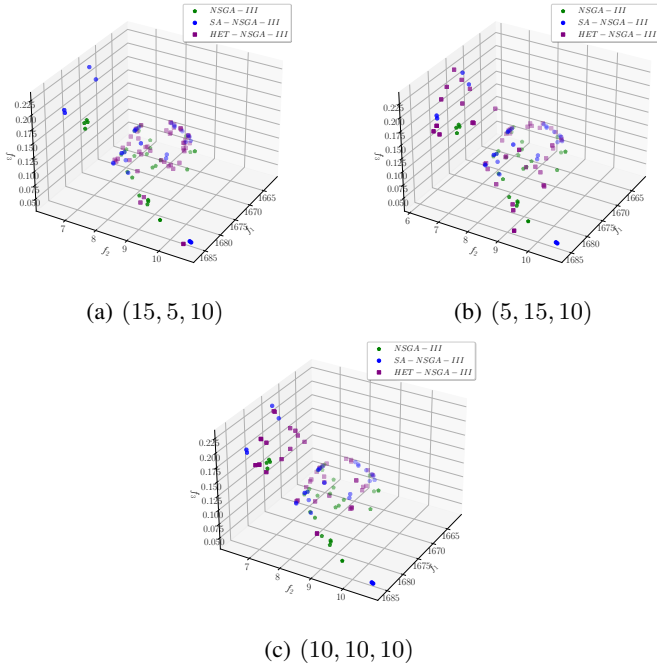 NSGA-III
SA-NSGA-III
HET-NSGA-III
0.225
0.200
0.175
0.150
0.125
0.100
0.075
0.050
f3
7
8
9
10
f2
1665
1670
1675
1680
1685
f1
(a) (15, 5, 10)
NSGA-III
SA-NSGA-III
HET-NSGA-III
0.225
0.200
0.175
0.150
0.125
0.100
0.075
0.050
f3
6
7
8
9
10
f2
1665
1670
1675
1680
1685
f1
(b) (5, 15, 10)
NSGA-III
SA-NSGA-III
HET-NSGA-III
0.225
0.200
0.175
0.150
0.125
0.100
0.075
0.050
f3
7
8
9
10
f2
1665
1670
1675
1680
1685
f1
(c) (10, 10, 10)